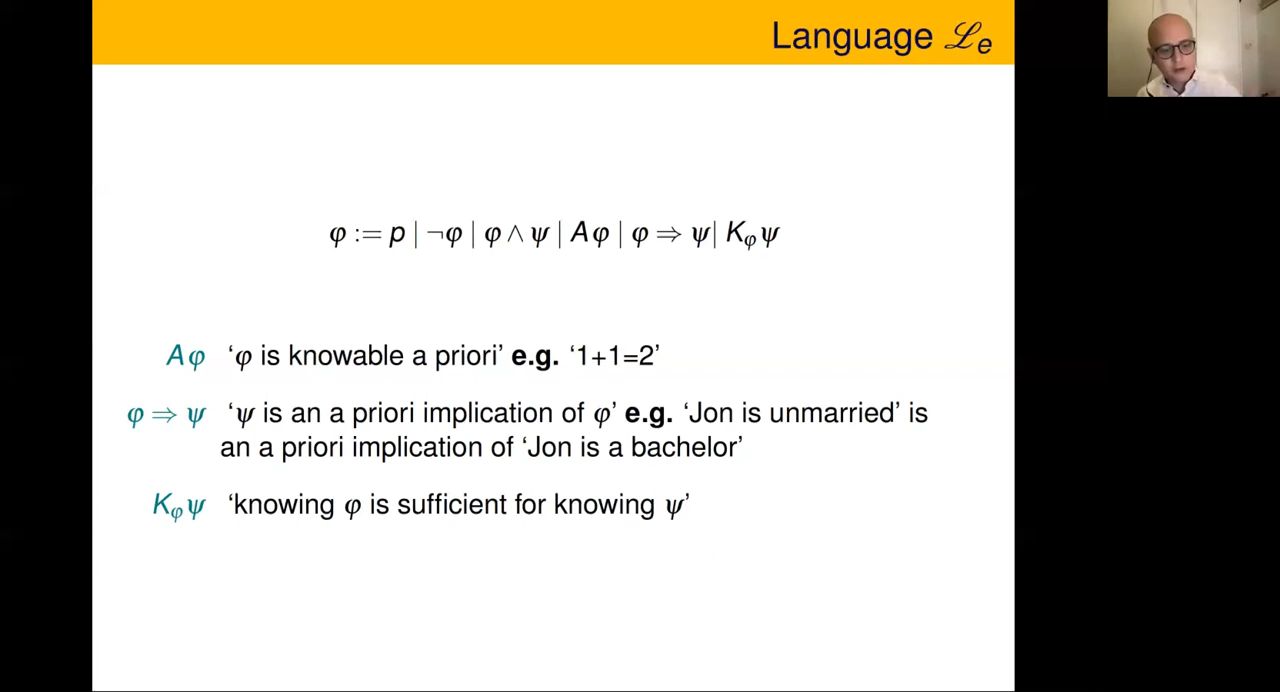 Language ℒe
φ := p | ¬φ | φ ∧ ψ | Aφ | φ ⇒ ψ| Kφψ
Aφ ‘φ is knowable a priori’ e.g. ‘1+1=2’
φ ⇒ ψ ‘ψ is an a priori implication of φ’ e.g. ‘Jon is unmarried’ is
an a priori implication of ‘Jon is a bachelor’
Kφψ ‘knowing φ is sufficient for knowing ψ’